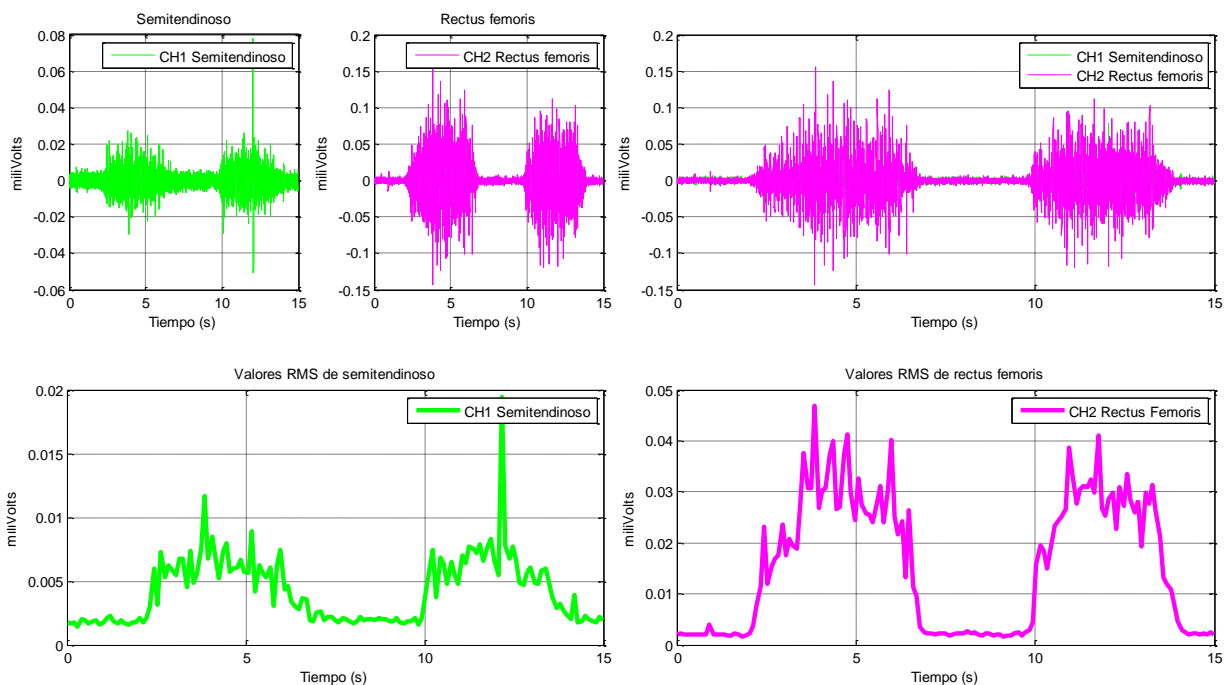 Semitendinoso
0.08
0.06
0.04
0.02
0
-0.02
-0.04
-0.06
miliVolts
CH1 Semitendinoso
0 5 10 15
Tiempo (s)
Rectus femoris
0.2
0.15
0.1
0.05
0
-0.05
-0.1
-0.15
miliVolts
CH2 Rectus femoris
0 5 10 15
Tiempo (s)
0.2
0.15
0.1
0.05
0
-0.05
-0.1
-0.15
miliVolts
CH1 Semitendinoso
CH2 Rectus femoris
0 5 10 15
Tiempo (s)
Valores RMS de semitendinoso
0.02
0.015
0.01
0.005
0
miliVolts
CH1 Semitendinoso
0 5 10 15
Tiempo (s)
Valores RMS de rectus femoris
0.05
0.04
0.03
0.02
0.01
0
miliVolts
CH2 Rectus Femoris
0 5 10 15
Tiempo (s)